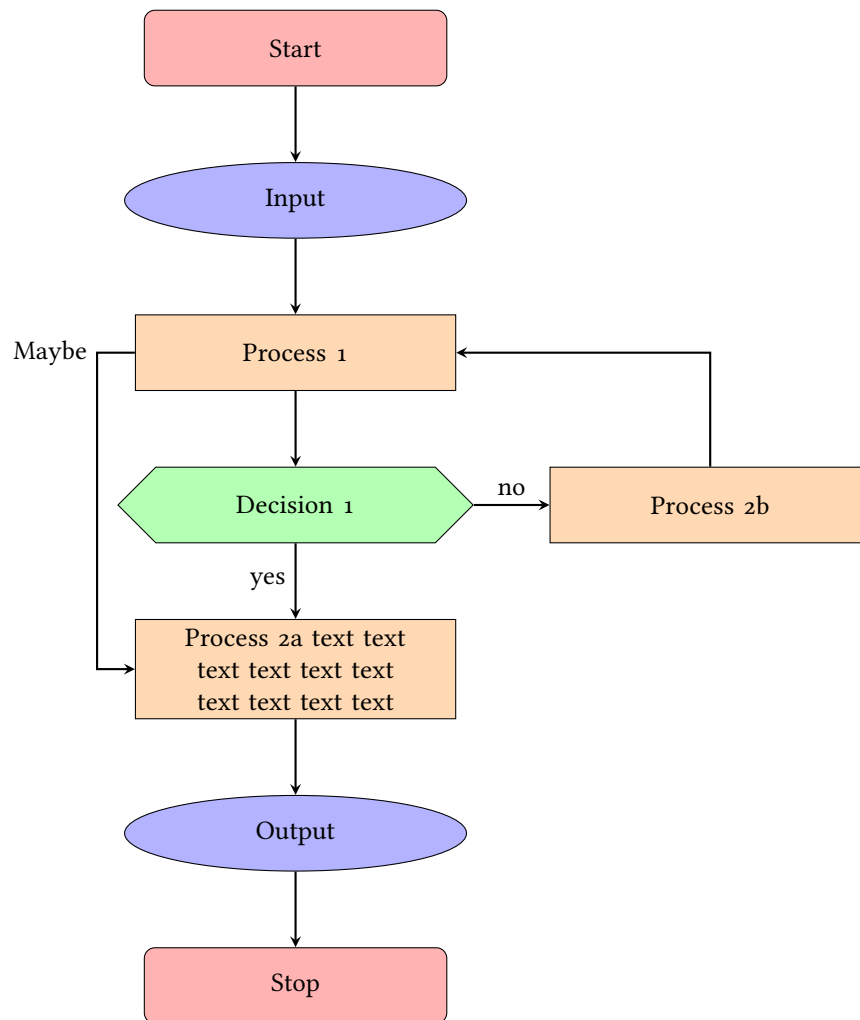 Start
Input
Maybe
Process 1
Decision 1
no
Process 2b
yes
Process 2a text text
text text text text
text text text text
Output
Stop